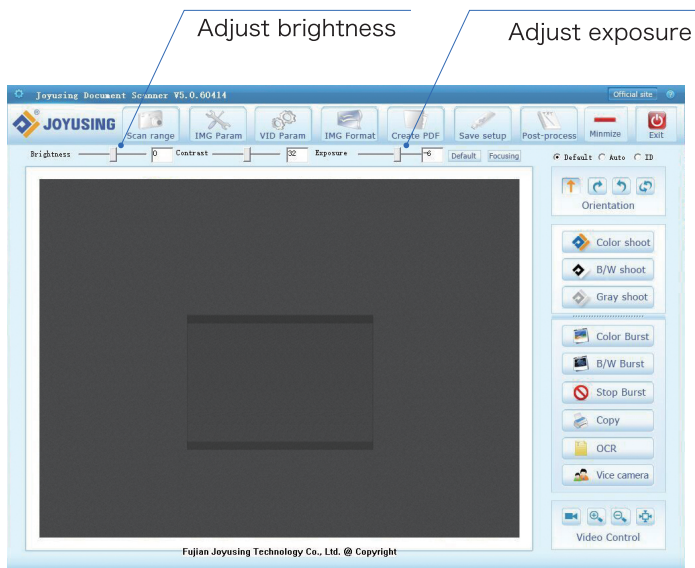 Adjust brightness
Adjust exposure
Joyusing Document Scanner V5.0.60414
Official site
JOYUSING
Scan range
IMG Param
VID Param
IMG Format
Create PDF
Save setup
Post-process
Minmize
Exit
Brightness 0 Contrast 32 Exposure -6 Default Focusing
Default Auto ID
Orientation
Color shoot
B/W shoot
Gray shoot
Color Burst
B/W Burst
Stop Burst
Copy
OCR
Vice camera
Video Control
Fujian Joyusing Technology Co., Ltd. @ Copyright